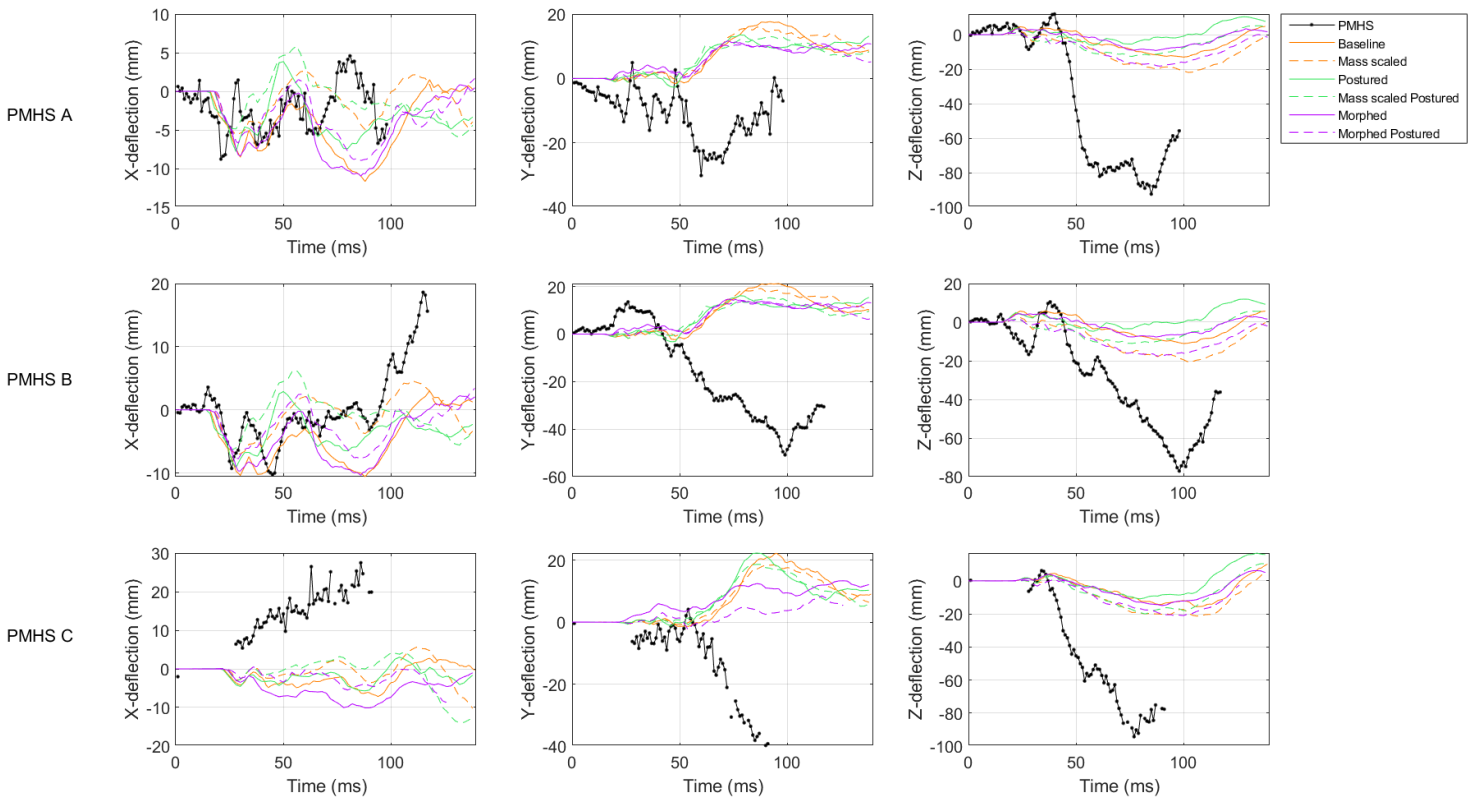 PMHS A
X-deflection (mm)
10
5
0
-5
-10
-15
0
50
100
Time (ms)
Y-deflection (mm)
20
0
-20
-40
0
50
100
Time (ms)
Z-deflection (mm)
20
0
-20
-40
-60
-80
-100
0
50
100
Time (ms)
PMHS
Baseline
Mass scaled
Postured
Mass scaled Postured
Morphed
Morphed Postured
PMHS B
X-deflection (mm)
20
10
0
-10
0
50
100
Time (ms)
Y-deflection (mm)
20
0
-20
-40
-60
0
50
100
Time (ms)
Z-deflection (mm)
20
0
-20
-40
-60
-80
0
50
100
Time (ms)
PMHS C
X-deflection (mm)
30
20
10
0
-10
-20
0
50
100
Time (ms)
Y-deflection (mm)
20
0
-20
-40
0
50
100
Time (ms)
Z-deflection (mm)
0
-20
-40
-60
-80
-100
0
50
100
Time (ms)